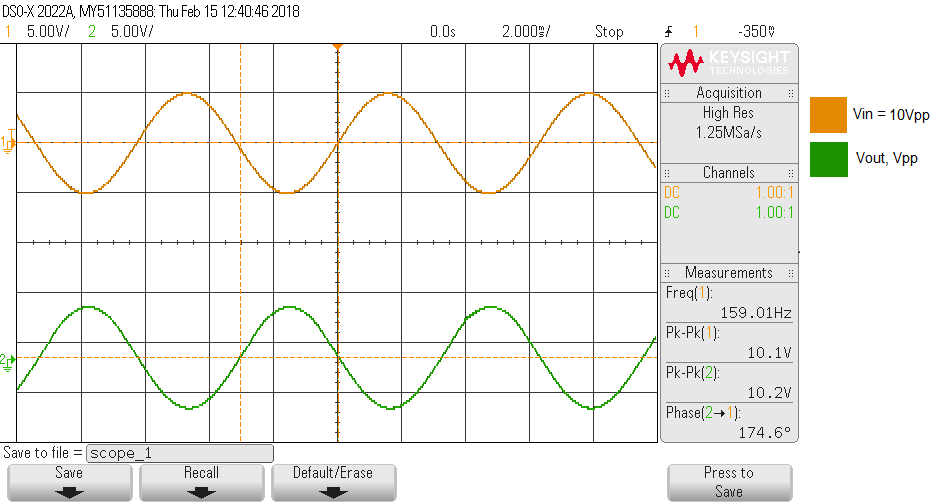 DSO-X 2022A, MY51135888: Thu Feb 15 12:40:46 2018
1 5.00V/ 2 5.00V/ 0.0s 2.000s/ Stop 1 -350V
KEYSIGHT
TECHNOLOGIES
Acquisition
High Res
1.25MSa/s
Channels
DC 1.00:1
DC 1.00:1
Measurements
Freq(1):
159.01Hz
Pk-Pk(1):
10.1V
Pk-Pk(2):
10.2V
Phase(2→1):
174.6°
Vin = 10Vpp
Vout, Vpp
1
2
Save to file = scope_1
Save
Recall
Default/Erase
Press to
Save